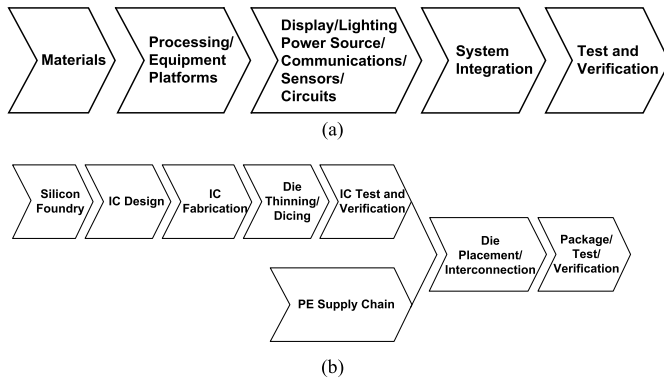 Materials
Processing/
Equipment
Platforms
Display/Lighting
Power Source/
Communications/
Sensors/
Circuits
System
Integration
Test and
Verification
(a)
Silicon
Foundry
IC Design
IC
Fabrication
Die
Thinning/
Dicing
IC Test and
Verification
Die
Placement/
Interconnection
Package/
Test/
Verification
PE Supply Chain
(b)